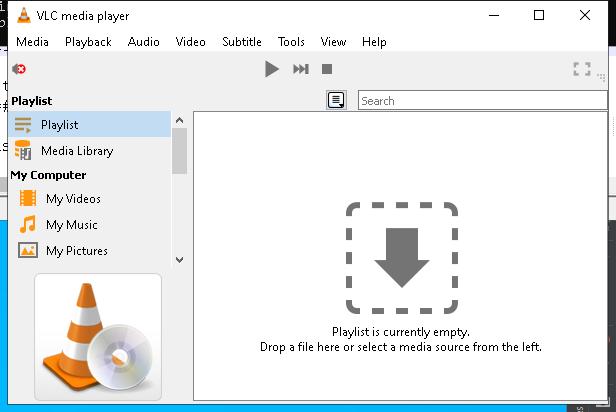 VLC media player
Media Playback Audio Video Subtitle Tools View Help
Playlist
Search
Playlist
Media Library
My Computer
My Videos
My Music
My Pictures
Playlist is currently empty.
Drop a file here or select a media source from the left.